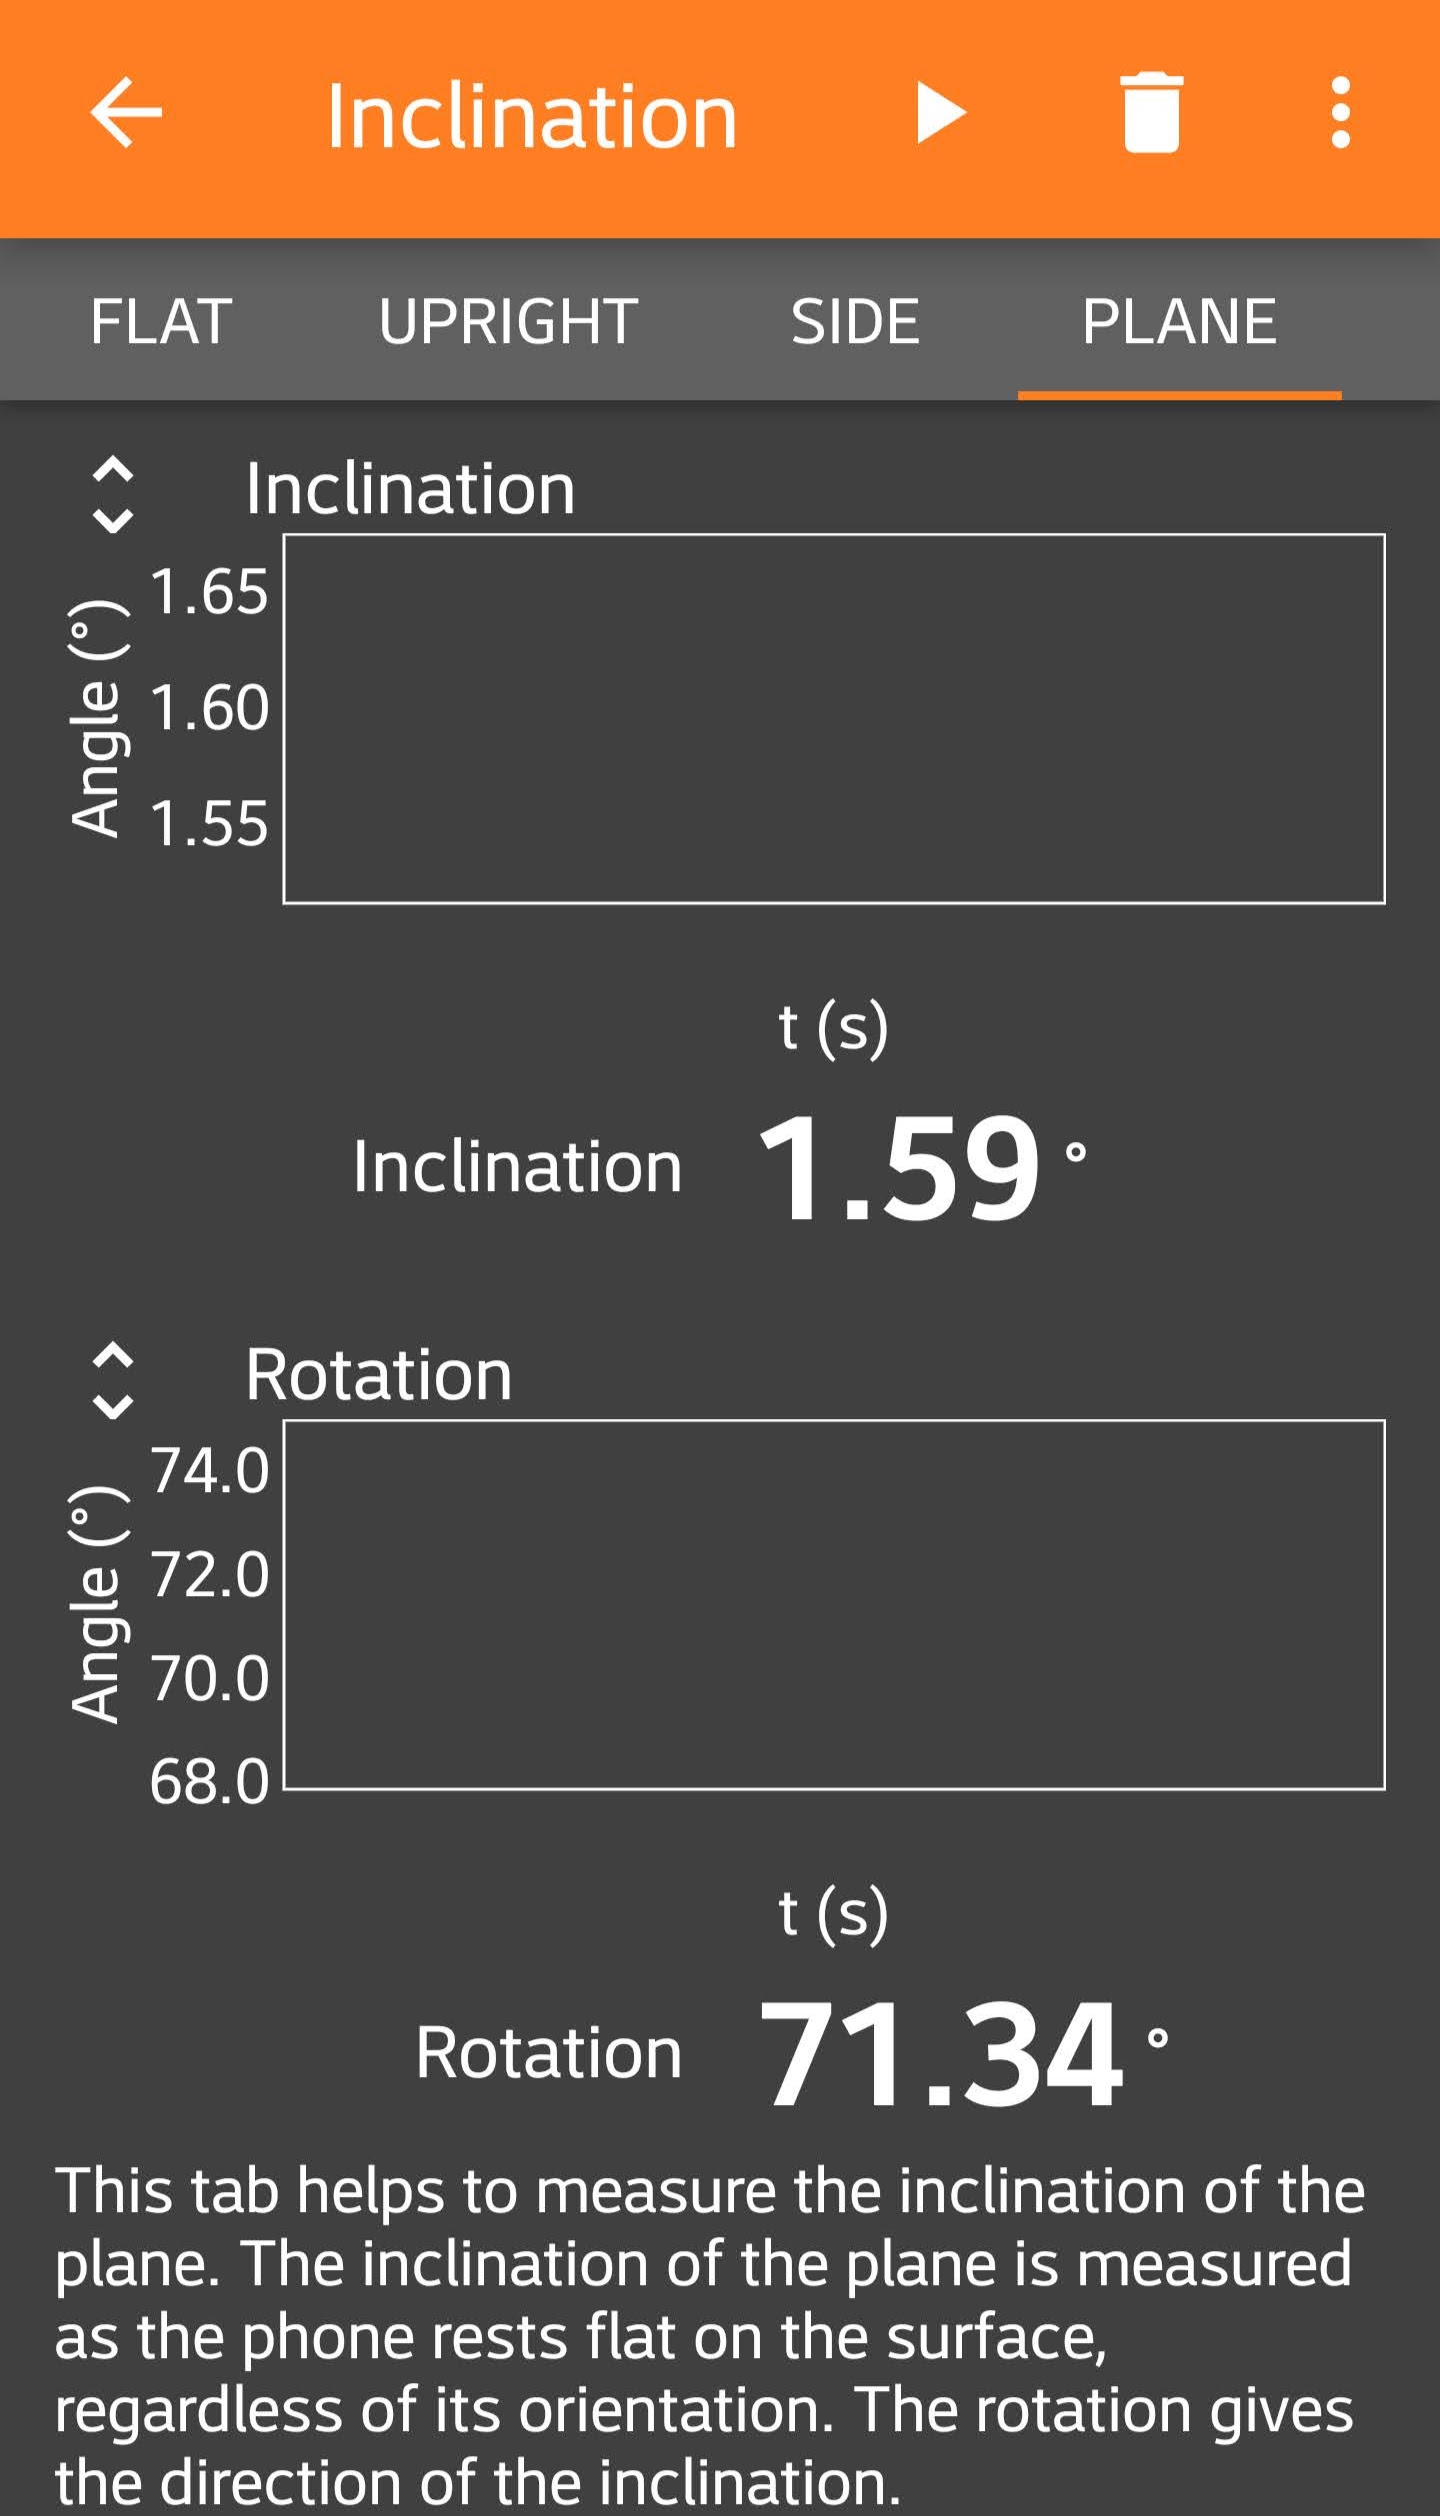 Inclination
FLAT UPRIGHT SIDE PLANE
Inclination
Angle (°)
1.65
1.60
1.55
t (s)
Inclination 1.59 °
Rotation
Angle (°)
74.0
72.0
70.0
68.0
t (s)
Rotation 71.34 °
This tab helps to measure the inclination of the
plane. The inclination of the plane is measured
as the phone rests flat on the surface,
regardless of its orientation. The rotation gives
the direction of the inclination.